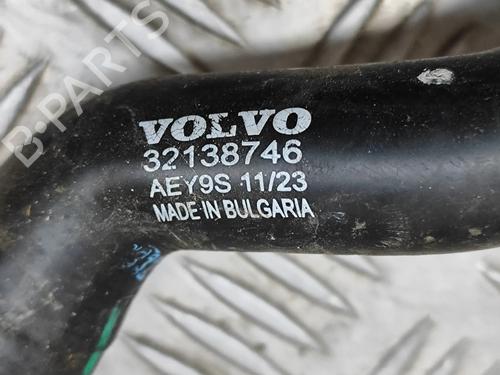 B-PARTS
VOLVO
32138746
AEY9S 11/23
MADE IN BULGARIA